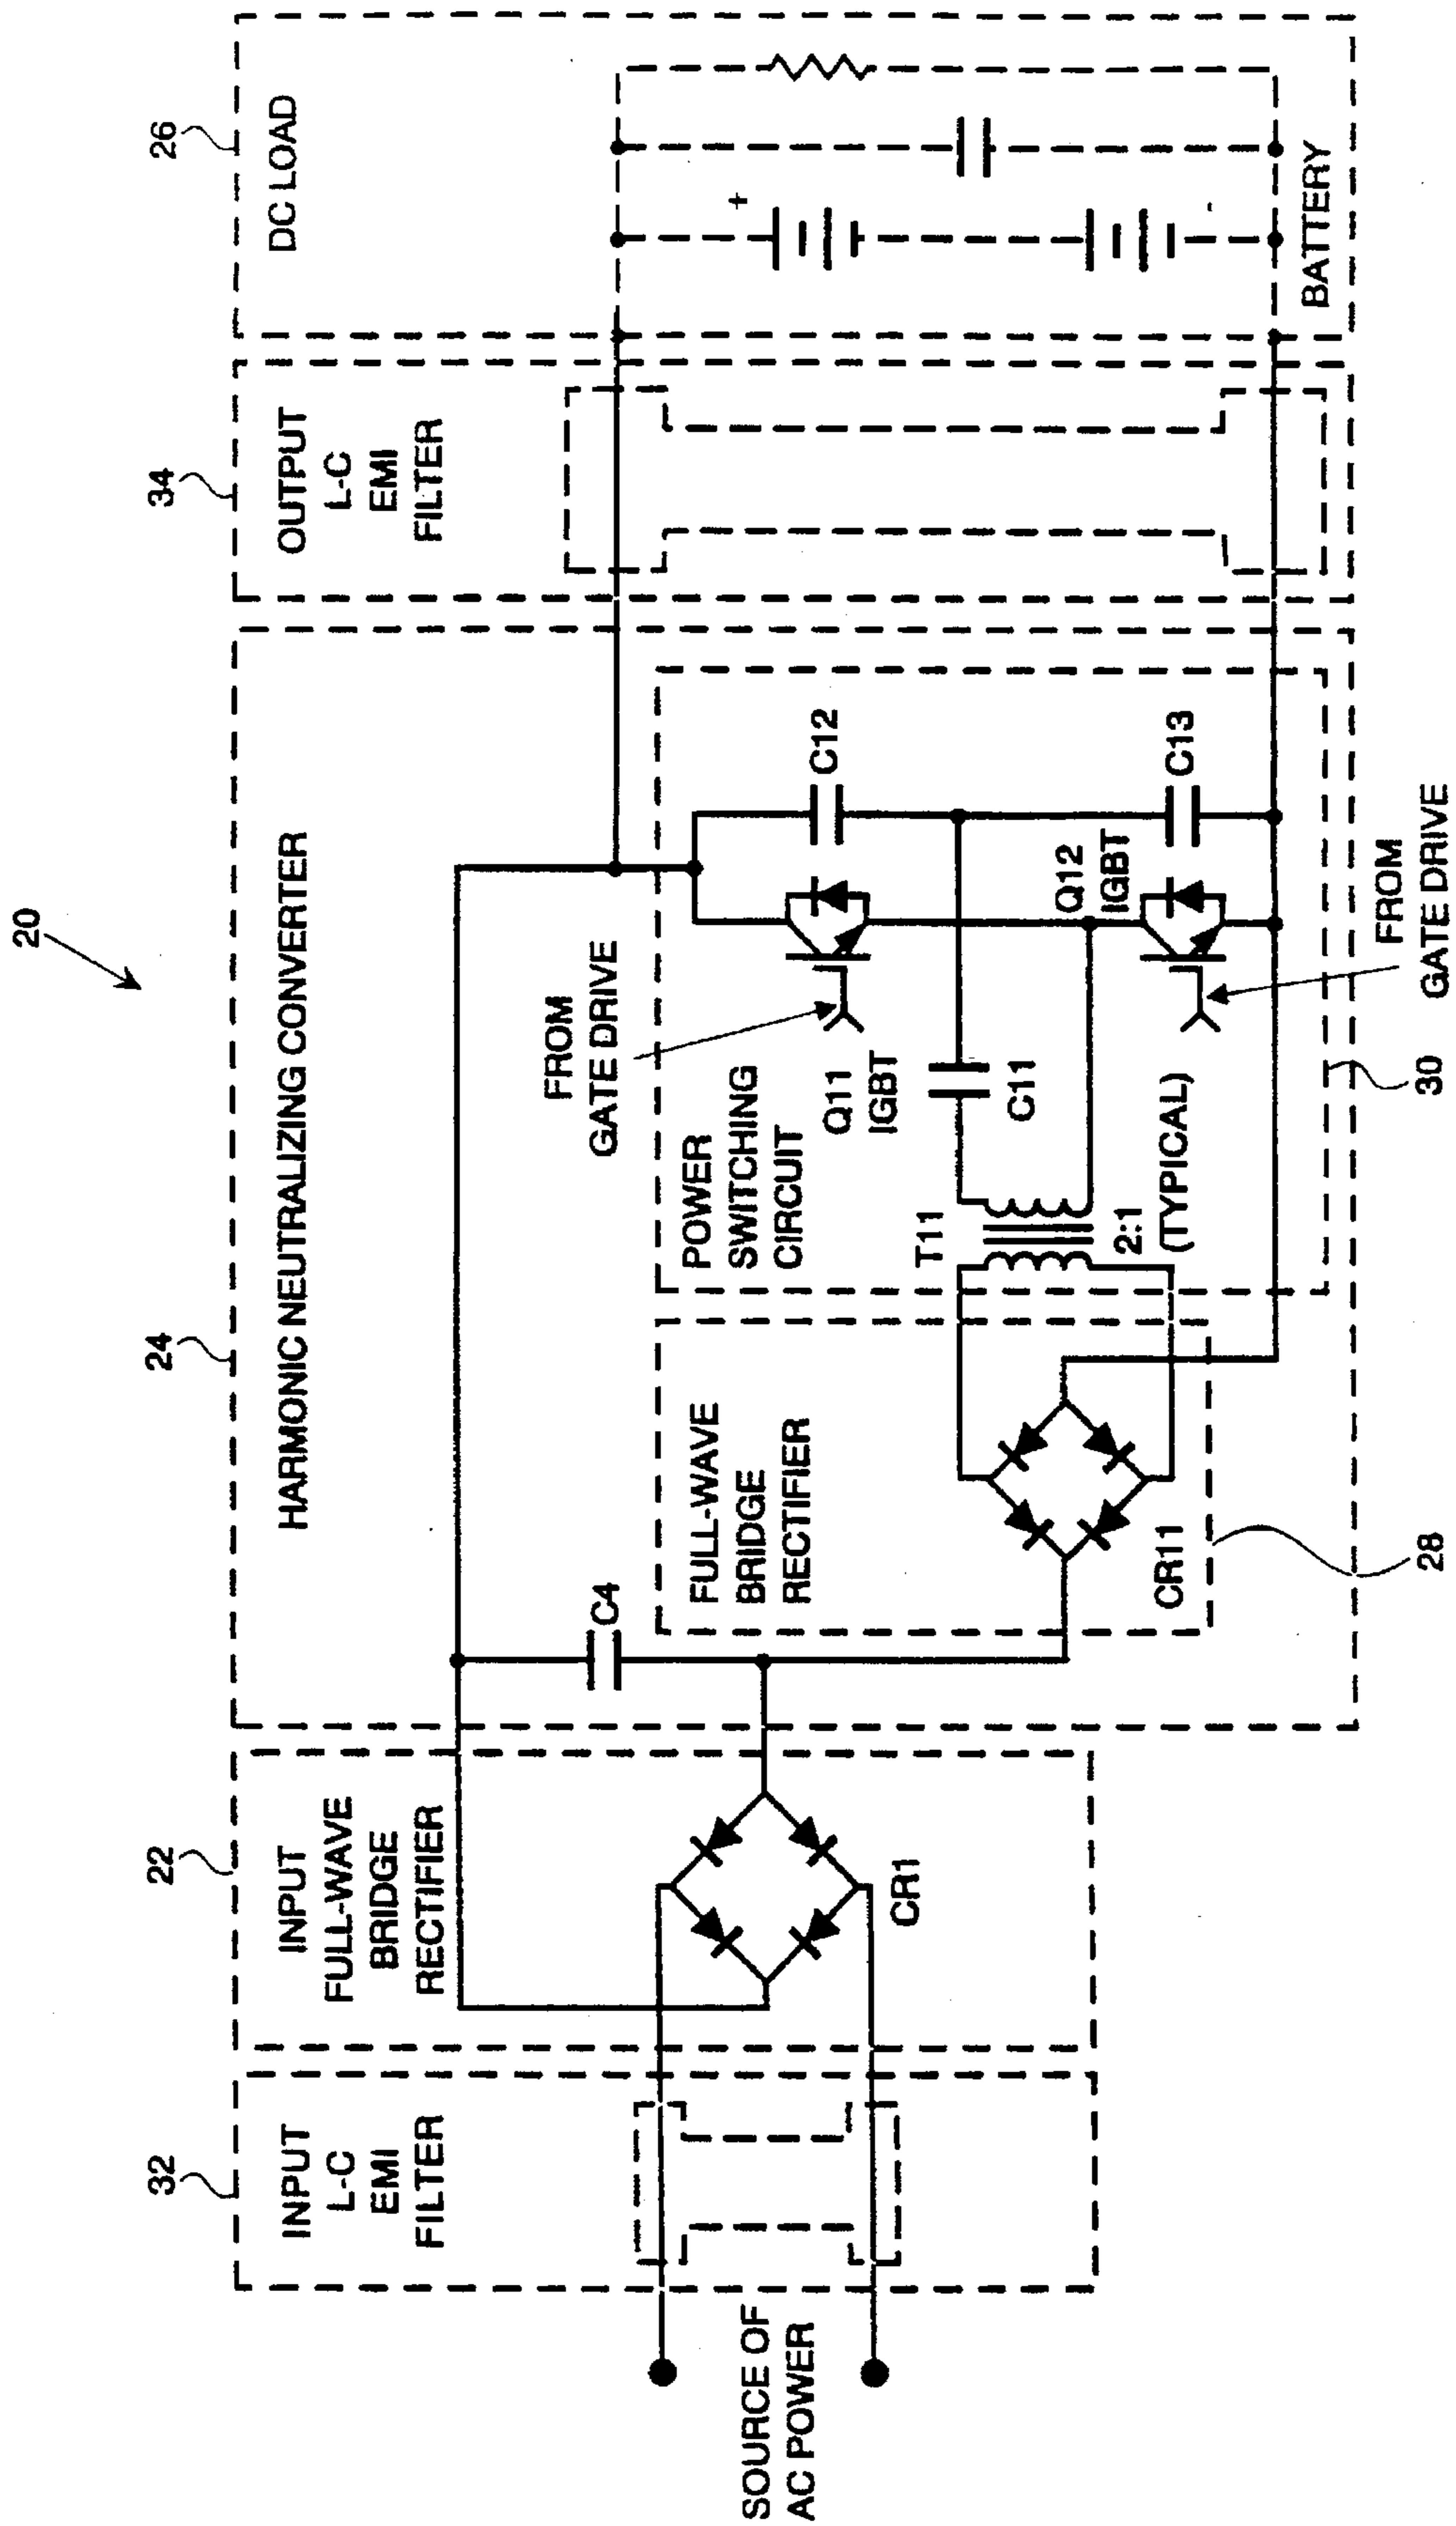 20
32
22
24
34
26
INPUT
L-C
EMI
FILTER
INPUT
FULL-WAVE
BRIDGE
RECTIFIER
HARMONIC NEUTRALIZING CONVERTER
OUTPUT
L-C
EMI
FILTER
DC LOAD
SOURCE OF
AC POWER
CR1
C4
FULL-WAVE
BRIDGE
RECTIFIER
CR11
28
POWER
SWITCHING
CIRCUIT
FROM
GATE DRIVE
Q11
IGBT
T11
2:1
(TYPICAL)
C11
Q12
IGBT
C12
C13
FROM
GATE DRIVE
30
+
-
BATTERY